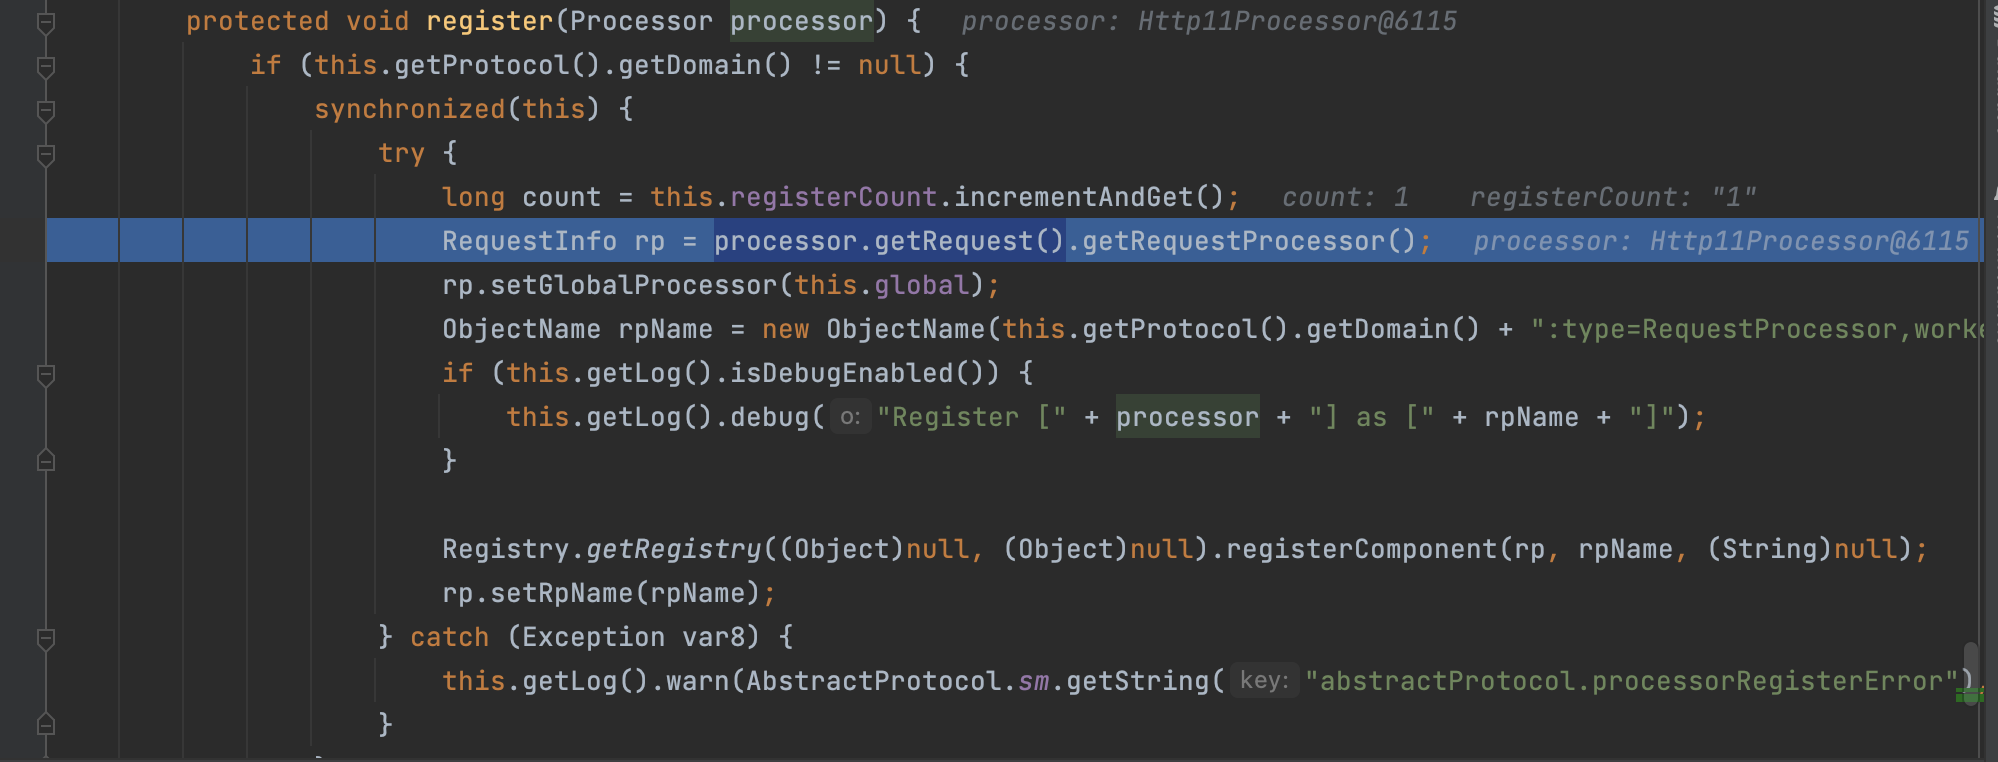 protected void register(Processor processor) {  processor: Http11Processor@6115
if (this.getProtocol().getDomain() != null) {
synchronized(this) {
try {
long count = this.registerCount.incrementAndGet();  count: 1  registerCount: "1"
RequestInfo rp = processor.getRequest().getRequestProcessor();  processor: Http11Processor@6115
rp.setGlobalProcessor(this.global);
ObjectName rpName = new ObjectName(this.getProtocol().getDomain() + ":type=RequestProcessor,worke
if (this.getLog().isDebugEnabled()) {
this.getLog().debug( o: "Register [" + processor + "] as [" + rpName + "]");
}
Registry.getRegistry((Object)null, (Object)null).registerComponent(rp, rpName, (String)null);
rp.setRpName(rpName);
} catch (Exception var8) {
this.getLog().warn(AbstractProtocol.sm.getString( key: "abstractProtocol.processorRegisterError")
}